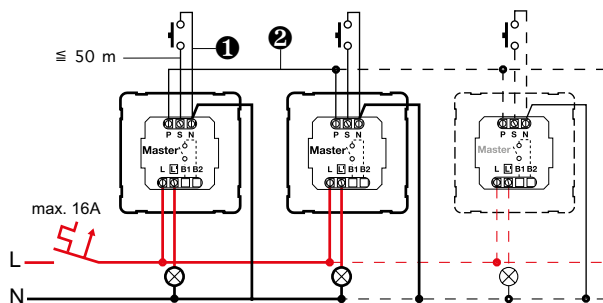 ❶
❷
≦ 50 m
P S N
P S N
P S N
Master
Master
Master
L L' B1 B2
L L' B1 B2
L L' B1 B2
max. 16A
L
N